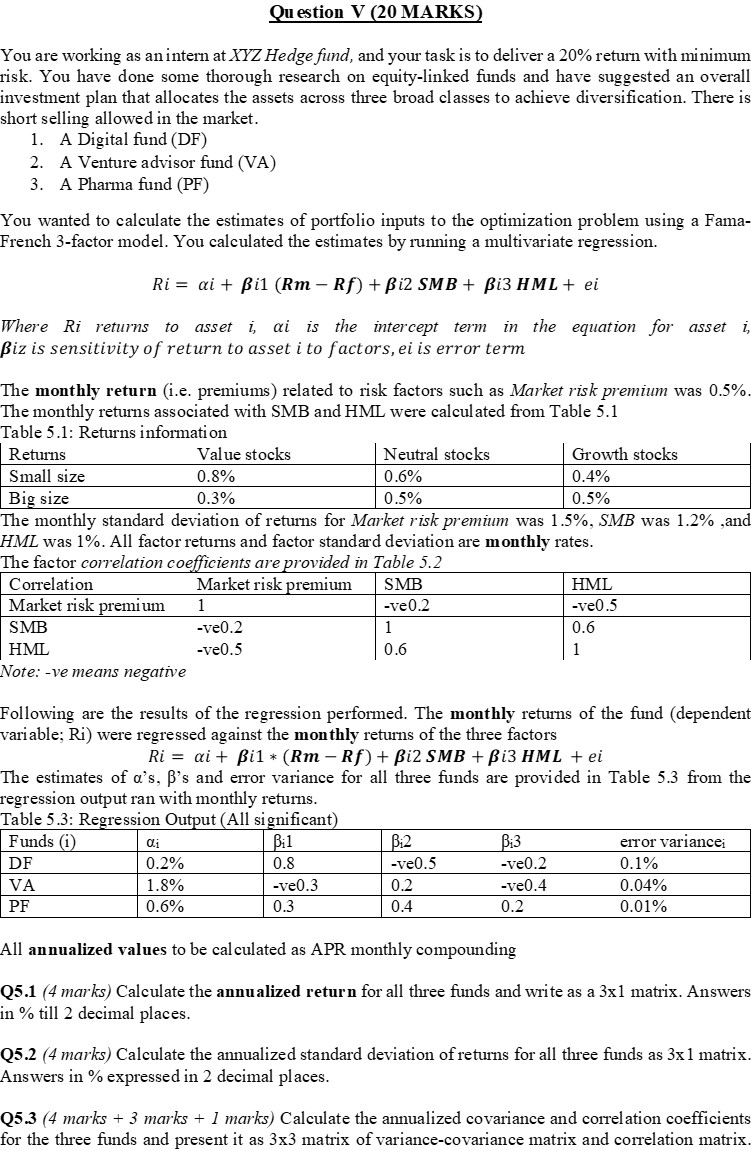 Question V (20 MARKS)
You are working as an intern at XYZ Hedge fund, and your task is to deliver a 20% return with minimum
risk. You have done some thorough research on equity-linked funds and have suggested an overall
investment plan that allocates the assets across three broad classes to achieve diversification. There is
short selling allowed in the market.
1. A Digital fund (DF)
2. A Venture advisor fund (VA)
3. A Pharma fund (PF)
You wanted to calculate the estimates of portfolio inputs to the optimization problem using a Fama-
French 3-factor model. You calculated the estimates by running a multivariate regression.
Ri = αi + βi1 (Rm − Rf) + βi2 SMB + βi3 HML + ei
Where Ri returns to asset i, αi is the intercept term in the equation for asset i,
βiz is sensitivity of return to asset i to factors, ei is error term
The monthly return (i.e. premiums) related to risk factors such as Market risk premium was 0.5%.
The monthly returns associated with SMB and HML were calculated from Table 5.1
Table 5.1: Returns information
Returns Value stocks Neutral stocks Growth stocks
Small size 0.8% 0.6% 0.4%
Big size 0.3% 0.5% 0.5%
The monthly standard deviation of returns for Market risk premium was 1.5%, SMB was 1.2% ,and
HML was 1%. All factor returns and factor standard deviation are monthly rates.
The factor correlation coefficients are provided in Table 5.2
Correlation Market risk premium SMB HML
Market risk premium 1 -ve0.2 -ve0.5
SMB -ve0.2 1 0.6
HML -ve0.5 0.6 1
Note: -ve means negative
Following are the results of the regression performed. The monthly returns of the fund (dependent
variable; Ri) were regressed against the monthly returns of the three factors
Ri = αi + βi1 ∗ (Rm − Rf) + βi2 SMB + βi3 HML + ei
The estimates of α's, β's and error variance for all three funds are provided in Table 5.3 from the
regression output ran with monthly returns.
Table 5.3: Regression Output (All significant)
Funds (i) αi βi1 βi2 βi3 error variancei
DF 0.2% 0.8 -ve0.5 -ve0.2 0.1%
VA 1.8% -ve0.3 0.2 -ve0.4 0.04%
PF 0.6% 0.3 0.4 0.2 0.01%
All annualized values to be calculated as APR monthly compounding
Q5.1 (4 marks) Calculate the annualized return for all three funds and write as a 3x1 matrix. Answers
in % till 2 decimal places.
Q5.2 (4 marks) Calculate the annualized standard deviation of returns for all three funds as 3x1 matrix.
Answers in % expressed in 2 decimal places.
Q5.3 (4 marks + 3 marks + 1 marks) Calculate the annualized covariance and correlation coefficients
for the three funds and present it as 3x3 matrix of variance-covariance matrix and correlation matrix.